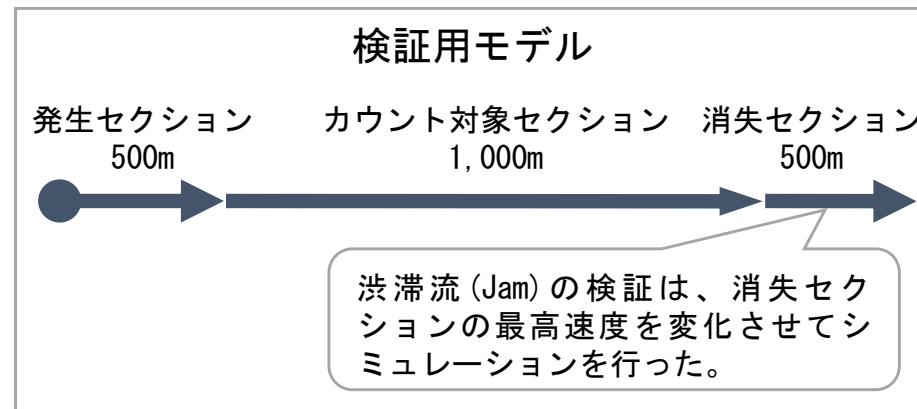 検証用モデル
発生セクション
500m
カウント対象セクション
1,000m
消失セクション
500m
渋滞流(Jam)の検証は、消失セク
ションの最高速度を変化させてシ
ミュレーションを行った。